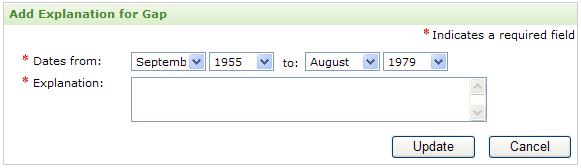 Add Explanation for Gap
* Indicates a required field
* Dates from: Septemb 1955 to: August 1979
* Explanation:
Update Cancel